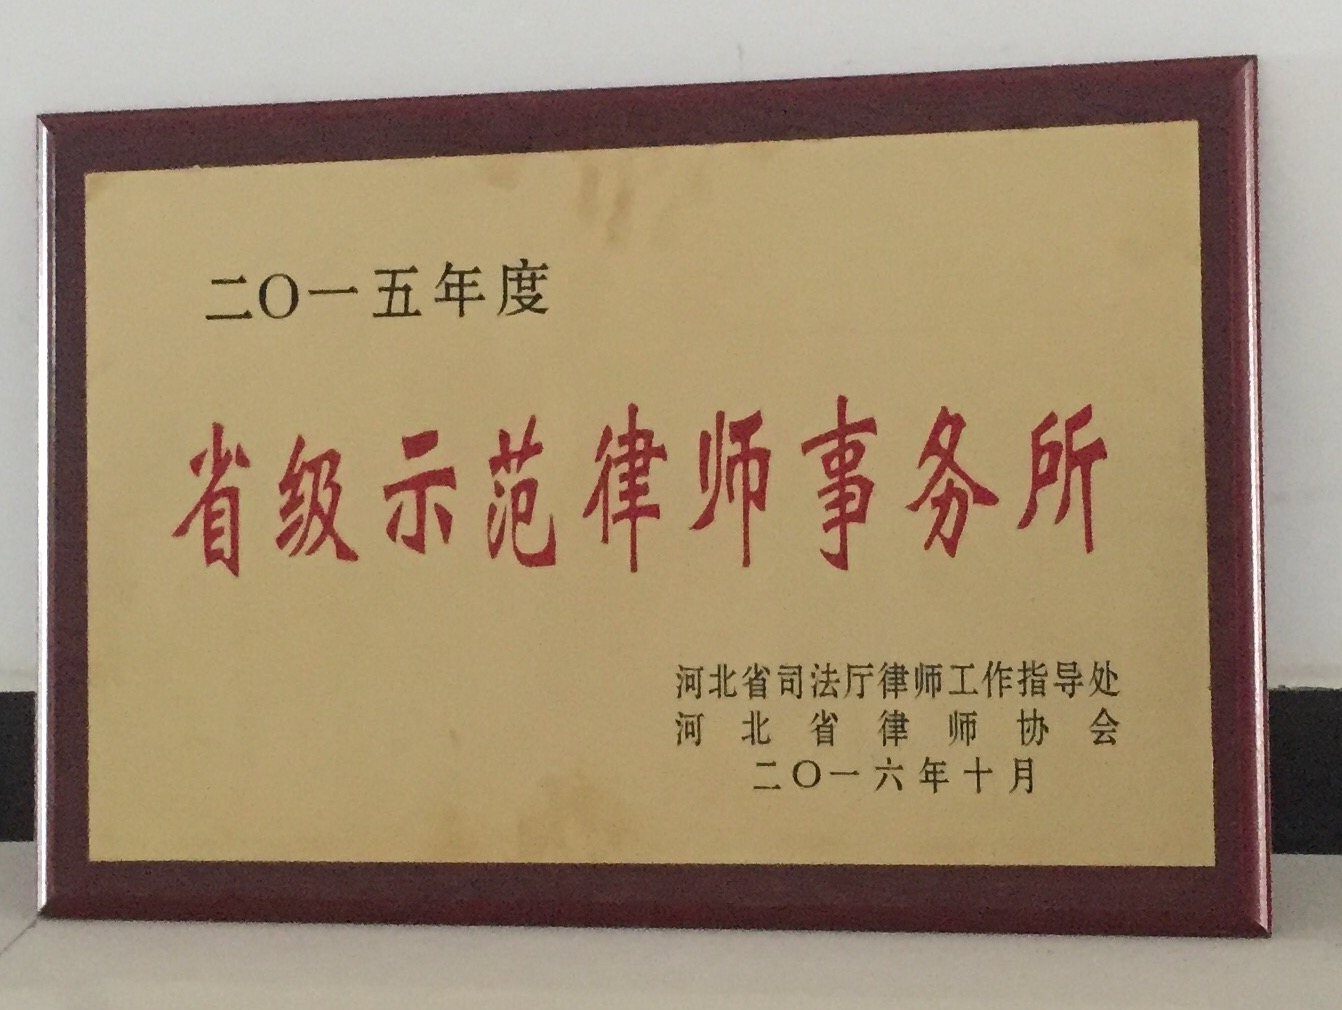 二〇一五年度
省级示范律师事务所
河北省司法厅律师工作指导处
河北省律师协会
二〇一六年十月